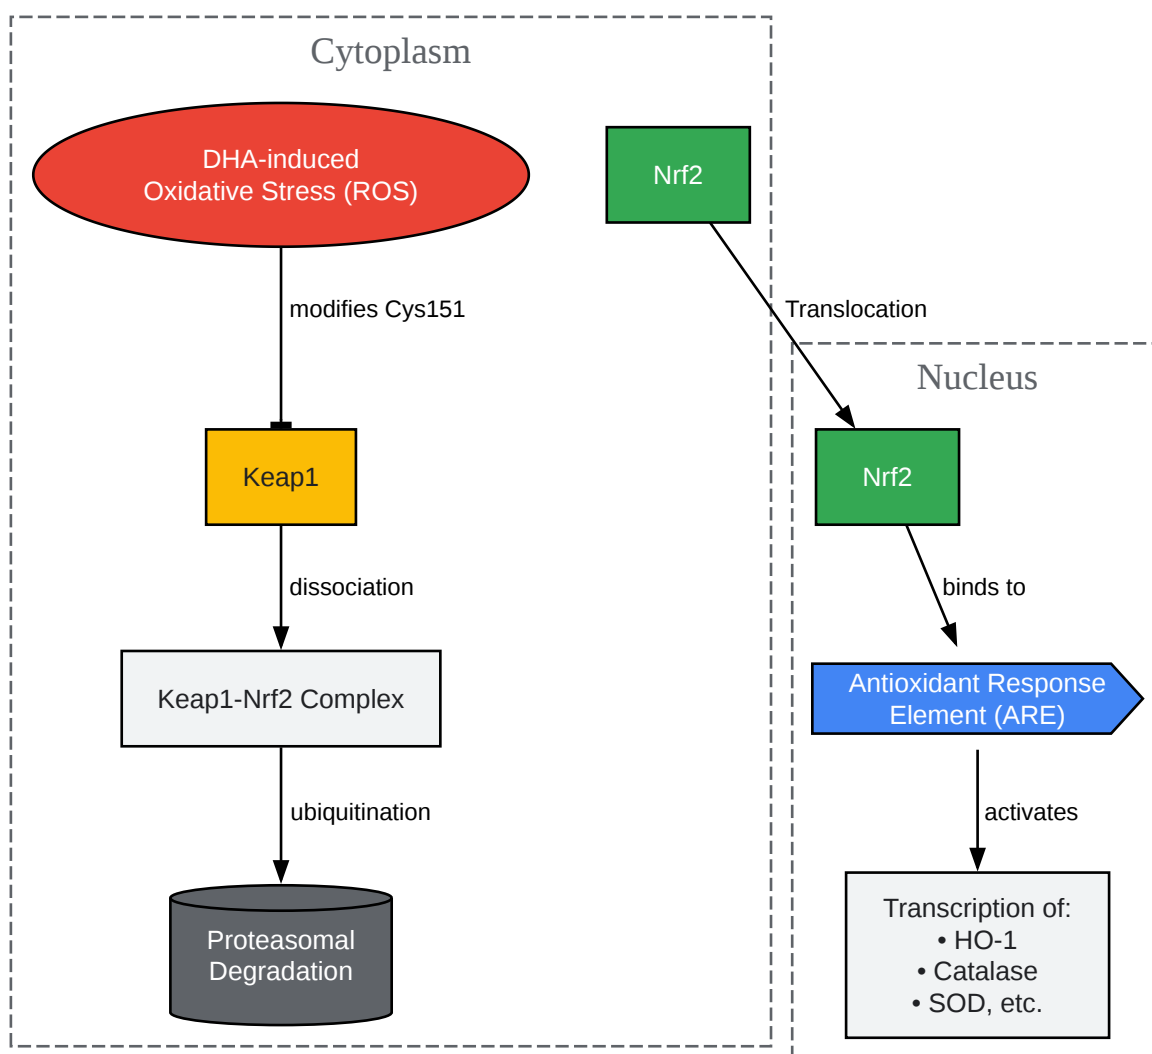 Cytoplasm
DHA-induced
Oxidative Stress (ROS)
Nrf2
modifies Cys151
Translocation
Nucleus
Keap1
Nrf2
dissociation
binds to
Keap1-Nrf2 Complex
Antioxidant Response
Element (ARE)
ubiquitination
activates
Proteasomal
Degradation
Transcription of:
• HO-1
• Catalase
• SOD, etc.